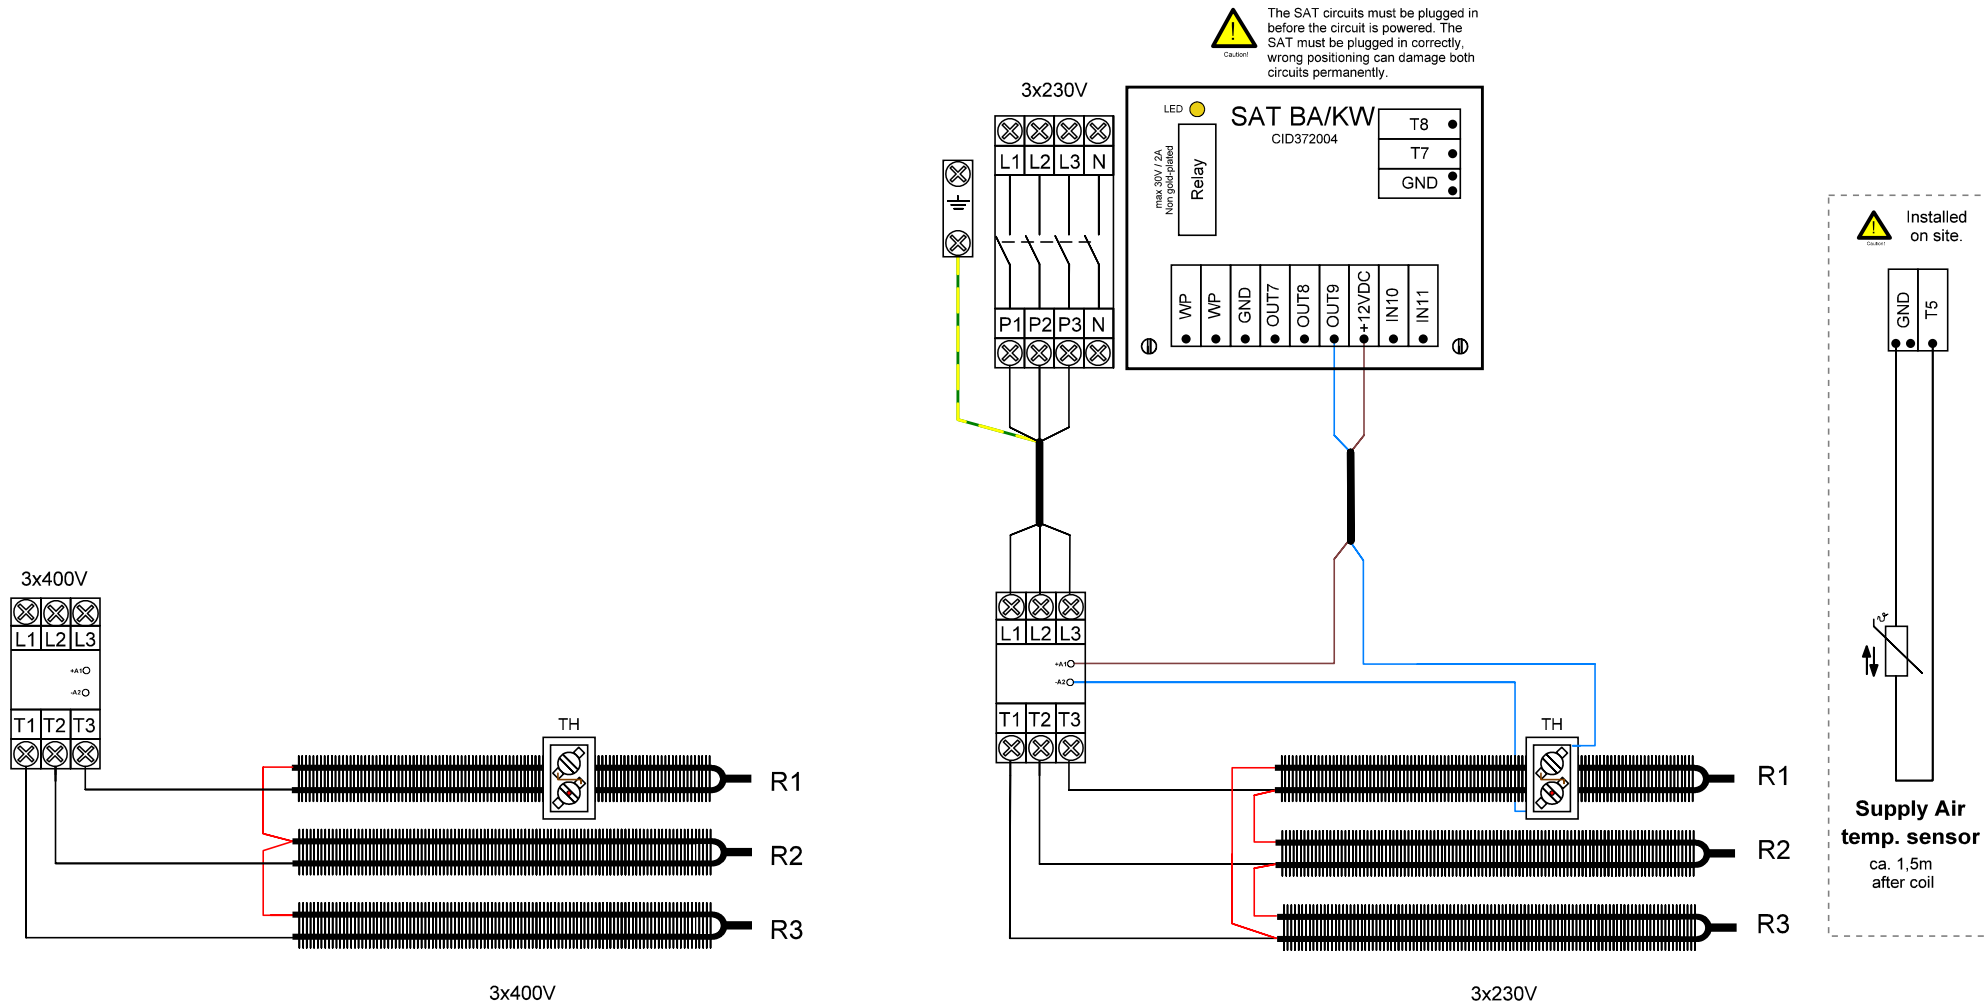 The SAT circuits must be plugged in
before the circuit is powered. The
SAT must be plugged in correctly,
wrong positioning can damage both
circuits permanently.
!
Caution!
3x230V
L1 L2 L3 N
P1 P2 P3 N
LED
SAT BA/KW
CID372004
max 30V / 2A
Non gold-plated
Relay
T8
T7
GND
WP
WP
GND
OUT7
OUT8
OUT9
+12VDC
IN10
IN11
!
Caution!
Installed
on site.
GND
T5
Supply Air
temp. sensor
ca. 1,5m
after coil
3x400V
L1 L2 L3
+A1
-A2
T1 T2 T3
TH
R1
R2
R3
3x400V
L1 L2 L3
+A1
-A2
T1 T2 T3
TH
R1
R2
R3
3x230V